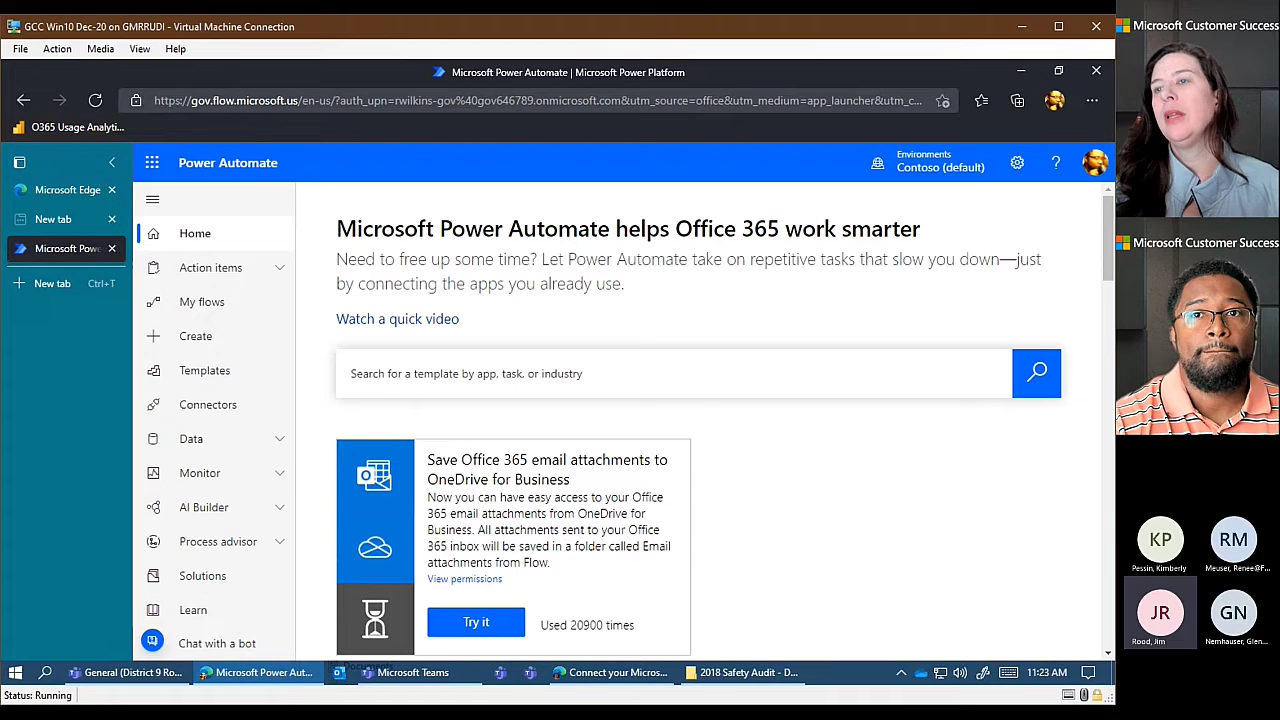 GCC Win10 Dec-20 on GMRRUDI - Virtual Machine Connection
File Action Media View Help
Microsoft Power Automate | Microsoft Power Platform
https://gov.flow.microsoft.us/en-us/?auth_upn=rwilkins-gov%40gov646789.onmicrosoft.com&utm_source=office&utm_medium=app_launcher&utm_c...
O365 Usage Analyti...
Microsoft Edge
New tab
Microsoft Pow
New tab Ctrl+T
Power Automate
Environments
Contoso (default)
?
Home
Action items
My flows
Create
Templates
Connectors
Data
Monitor
AI Builder
Process advisor
Solutions
Learn
Chat with a bot
Microsoft Power Automate helps Office 365 work smarter
Need to free up some time? Let Power Automate take on repetitive tasks that slow you down—just
by connecting the apps you already use.
Watch a quick video
Search for a template by app, task, or industry
Save Office 365 email attachments to
OneDrive for Business
Now you can have easy access to your Office
365 email attachments from OneDrive for
Business. All attachments sent to your Office
365 inbox will be saved in a folder called Email
attachments from Flow.
View permissions
Try it
Used 20900 times
General (District 9 Ro...
Microsoft Power Aut...
Microsoft Teams
Connect your Micros...
2018 Safety Audit - D...
11:23 AM
Status: Running
Microsoft Customer Success
Microsoft Customer Success
KP
Pessin, Kimberly
RM
Meuser, Renee@F...
JR
Rood, Jim
GN
Nemhauser, Glen...